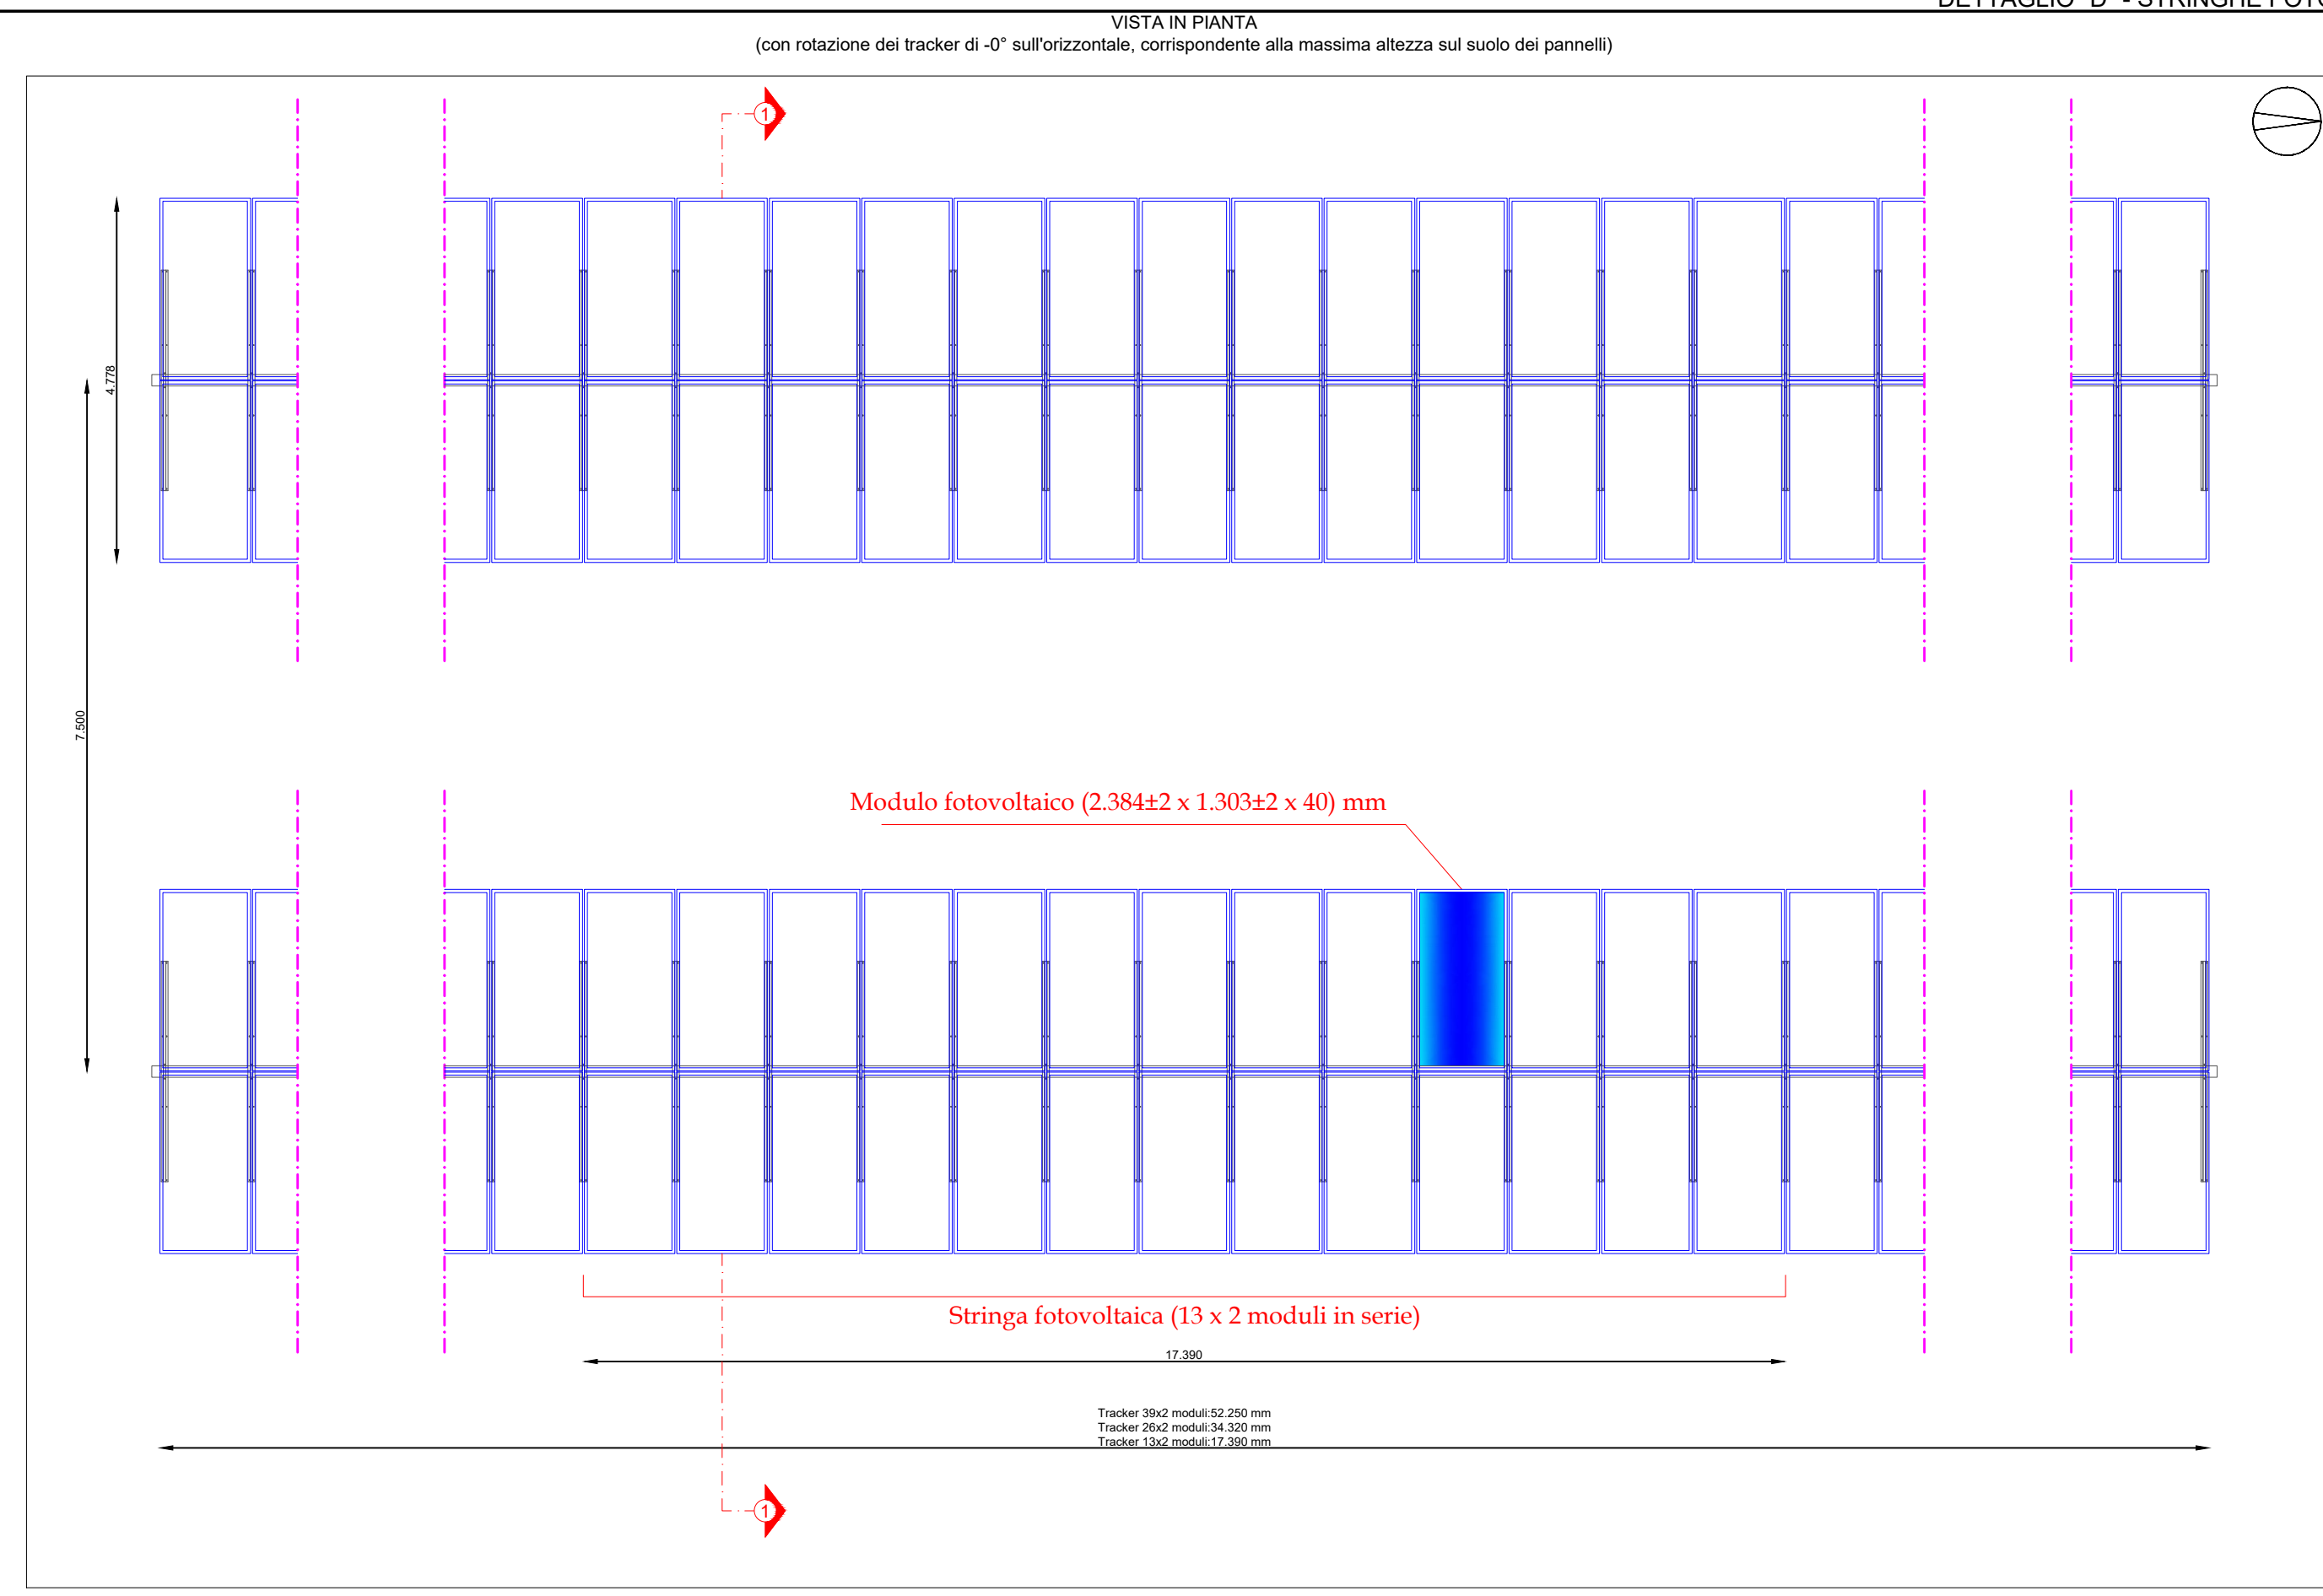 VISTA IN PIANTA
(con rotazione dei tracker di -0° sull'orizzontale, corrispondente alla massima altezza sul suolo dei pannelli)
1
4.778
7.500
Modulo fotovoltaico (2.384±2 x 1.303±2 x 40) mm
Stringa fotovoltaica (13 x 2 moduli in serie)
17.390
Tracker 39x2 moduli:52.250 mm
Tracker 26x2 moduli:34.320 mm
Tracker 13x2 moduli:17.390 mm
1